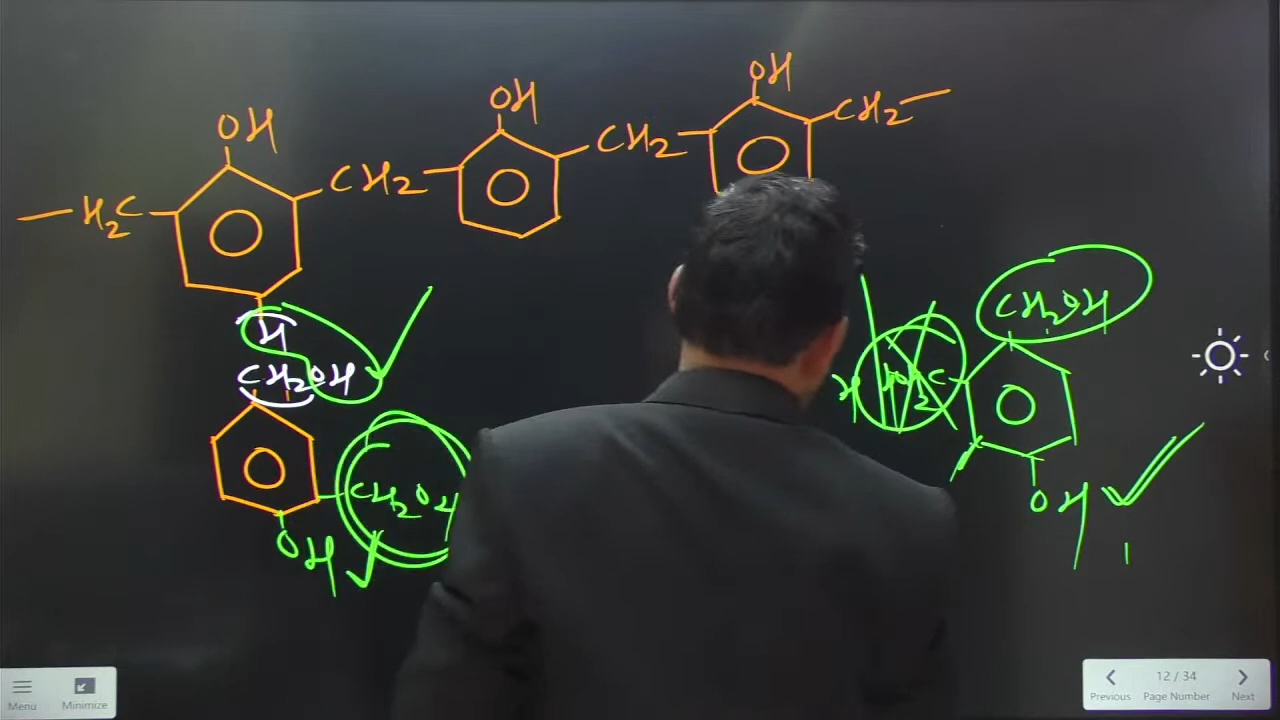 OH
OH
OH
H₂C
CH₂
CH₂
CH₂
H
CH₂OH
CH₂OH
OH
CH₂OH
H
OH
12 / 34
Menu
Minimize
Previous
Page Number
Next